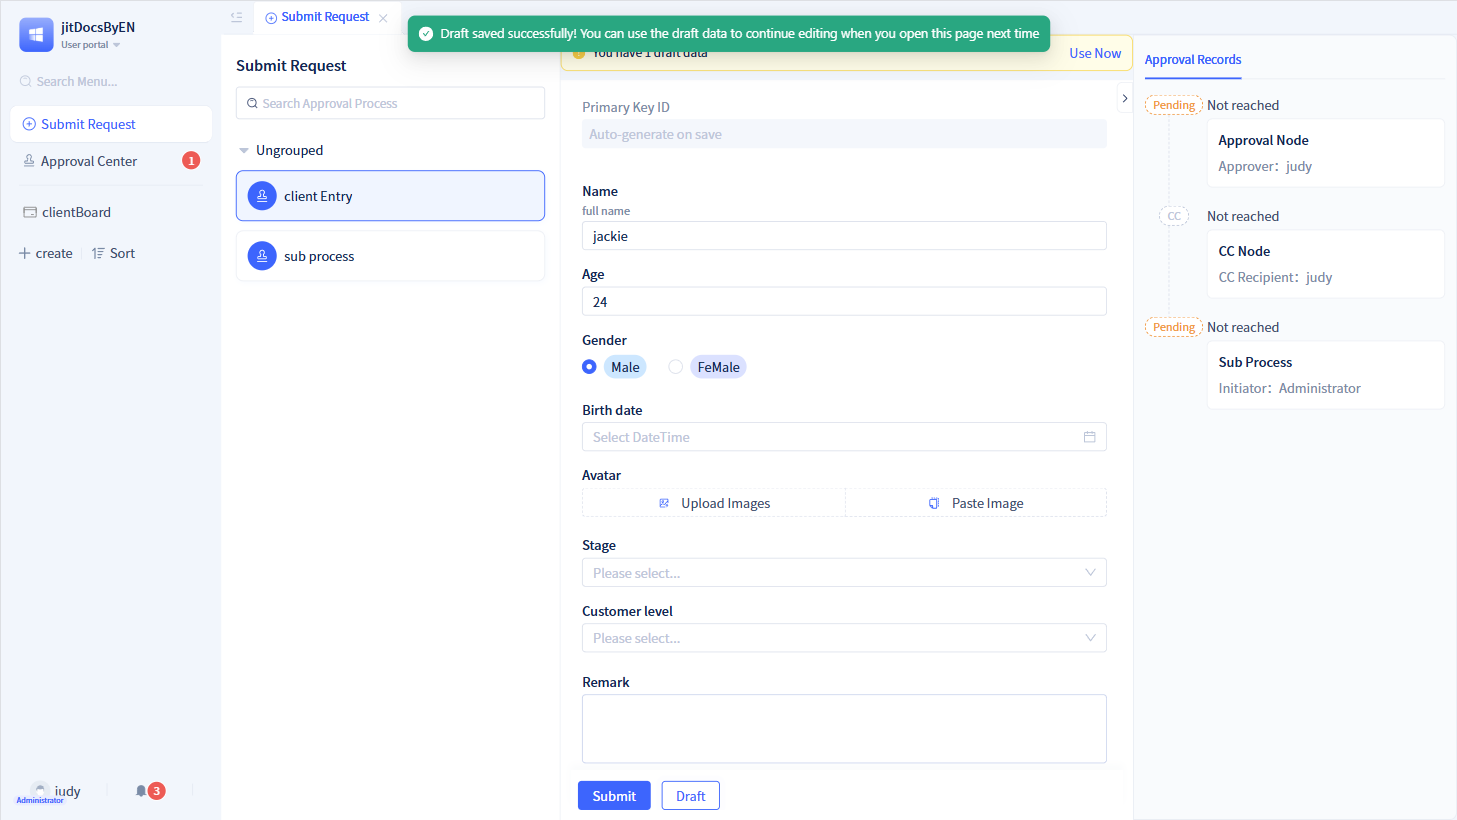 jitDocsByEN
User portal
Search Menu...
Submit Request
Approval Center
1
clientBoard
create
Sort
judy
Administrator
3
Submit Request
Draft saved successfully! You can use the draft data to continue editing when you open this page next time
Submit Request
Search Approval Process
Ungrouped
client Entry
sub process
You have 1 draft data
Use Now
Primary Key ID
Auto-generate on save
Name
full name
jackie
Age
24
Gender
Male
FeMale
Birth date
Select DateTime
Avatar
Upload Images
Paste Image
Stage
Please select...
Customer level
Please select...
Remark
Submit
Draft
Approval Records
Pending Not reached
Approval Node
Approver: judy
CC Not reached
CC Node
CC Recipient: judy
Pending Not reached
Sub Process
Initiator: Administrator